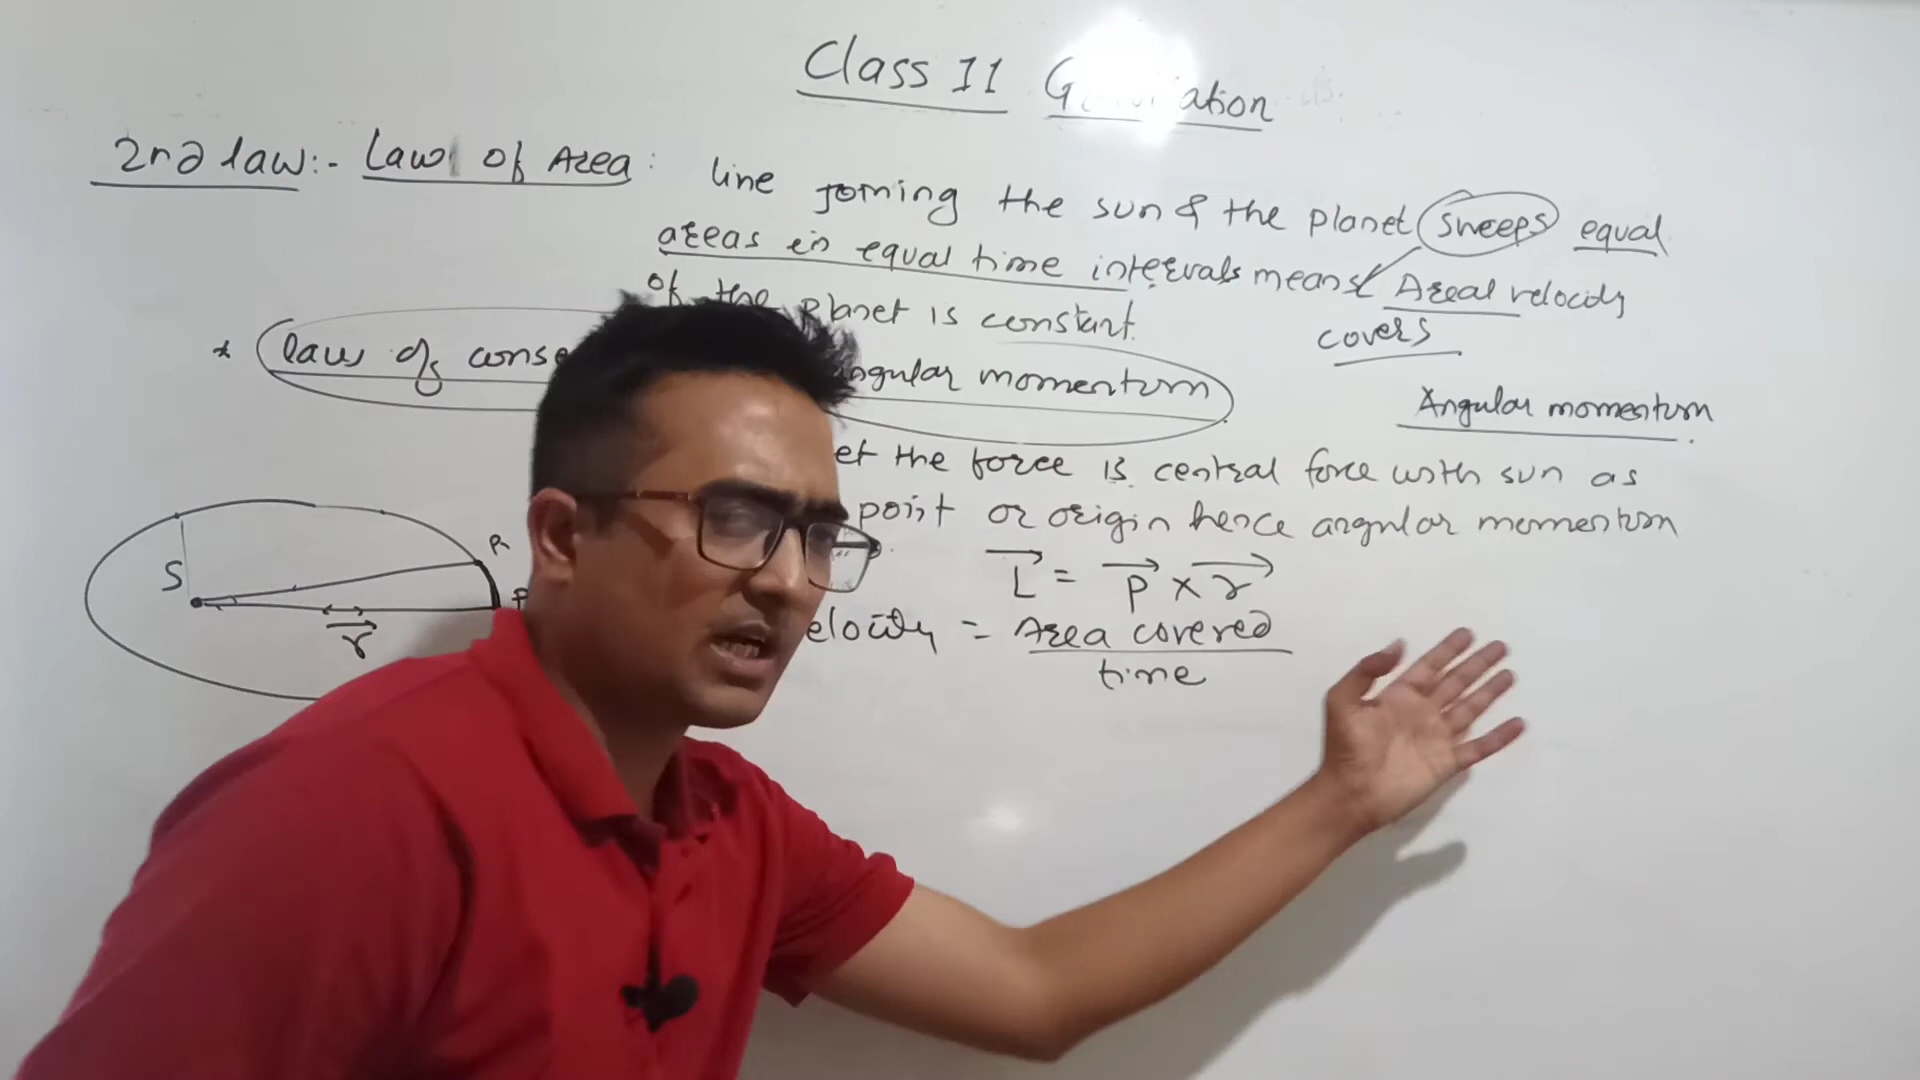 Class 11 Gravitation
2nd law:- Law of Area: line joining the sun & the planet sweeps equal
areas in equal time intervals means Areal velocity
of the planet is constant.
covers
* law of conse angular momentum
Angular momentum
et the force is central force with sun as
point or origin hence angular momentum
L = P × r
elocity = Area covered
time
S
r